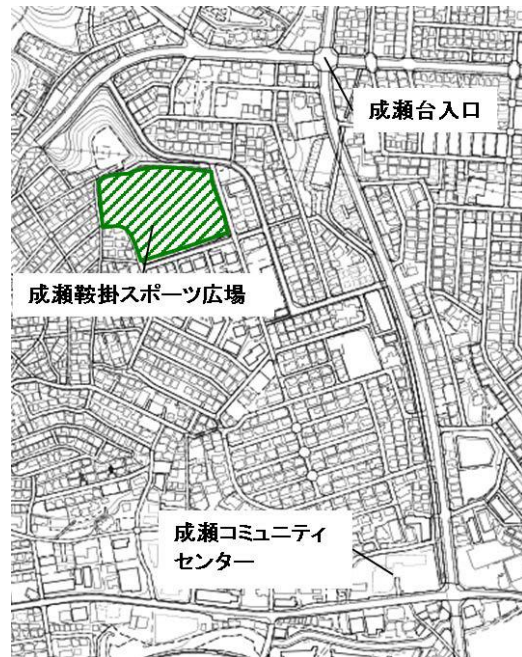 成瀬台入口
成瀬鞍掛スポーツ広場
成瀬コミュニティ
センター